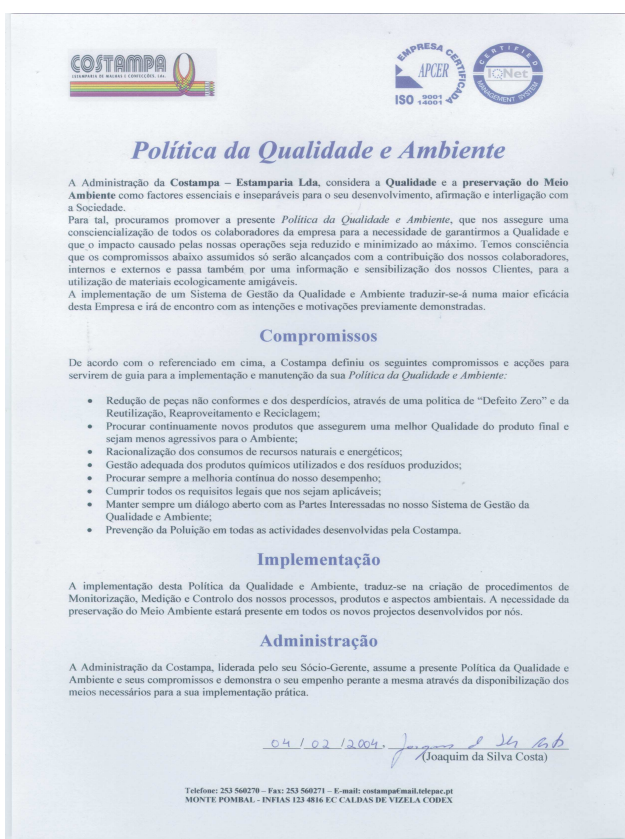 COSTAMPA
ESTAMPARIA DE MALHAS E CONFECÇÕES, LDA.
EMPRESA CERTIFICADA
APCER
ISO 9001
14001
CERTIFIED
IQNet
MANAGEMENT SYSTEM
Política da Qualidade e Ambiente
A Administração da Costampa – Estamparia Lda, considera a Qualidade e a preservação do Meio
Ambiente como factores essenciais e inseparáveis para o seu desenvolvimento, afirmação e interligação com
a Sociedade.
Para tal, procuramos promover a presente Política da Qualidade e Ambiente, que nos assegure uma
consciencialização de todos os colaboradores da empresa para a necessidade de garantirmos a Qualidade e
que o impacto causado pelas nossas operações seja reduzido e minimizado ao máximo. Temos consciência
que os compromissos abaixo assumidos só serão alcançados com a contribuição dos nossos colaboradores,
internos e externos e passa também por uma informação e sensibilização dos nossos Clientes, para a
utilização de materiais ecologicamente amigáveis.
A implementação de um Sistema de Gestão da Qualidade e Ambiente traduzir-se-á numa maior eficácia
desta Empresa e irá de encontro com as intenções e motivações previamente demonstradas.
Compromissos
De acordo com o referenciado em cima, a Costampa definiu os seguintes compromissos e acções para
servirem de guia para a implementação e manutenção da sua Política da Qualidade e Ambiente:
• Redução de peças não conformes e dos desperdícios, através de uma politica de “Defeito Zero” e da
Reutilização, Reaproveitamento e Reciclagem;
• Procurar continuamente novos produtos que assegurem uma melhor Qualidade do produto final e
sejam menos agressivos para o Ambiente;
• Racionalização dos consumos de recursos naturais e energéticos;
• Gestão adequada dos produtos químicos utilizados e dos resíduos produzidos;
• Procurar sempre a melhoria contínua do nosso desempenho;
• Cumprir todos os requisitos legais que nos sejam aplicáveis;
• Manter sempre um diálogo aberto com as Partes Interessadas no nosso Sistema de Gestão da
Qualidade e Ambiente;
• Prevenção da Poluição em todas as actividades desenvolvidas pela Costampa.
Implementação
A implementação desta Política da Qualidade e Ambiente, traduz-se na criação de procedimentos de
Monitorização, Medição e Controlo dos nossos processos, produtos e aspectos ambientais. A necessidade da
preservação do Meio Ambiente estará presente em todos os novos projectos desenvolvidos por nós.
Administração
A Administração da Costampa, liderada pelo seu Sócio-Gerente, assume a presente Política da Qualidade e
Ambiente e seus compromissos e demonstra o seu empenho perante a mesma através da disponibilização dos
meios necessários para a sua implementação prática.
04 / 02 / 2004.
(Joaquim da Silva Costa)
Telefone: 253 560270 – Fax: 253 560271 – E-mail: costampa@mail.telepac.pt
MONTE POMBAL - INFIAS 123 4816 EC CALDAS DE VIZELA CODEX